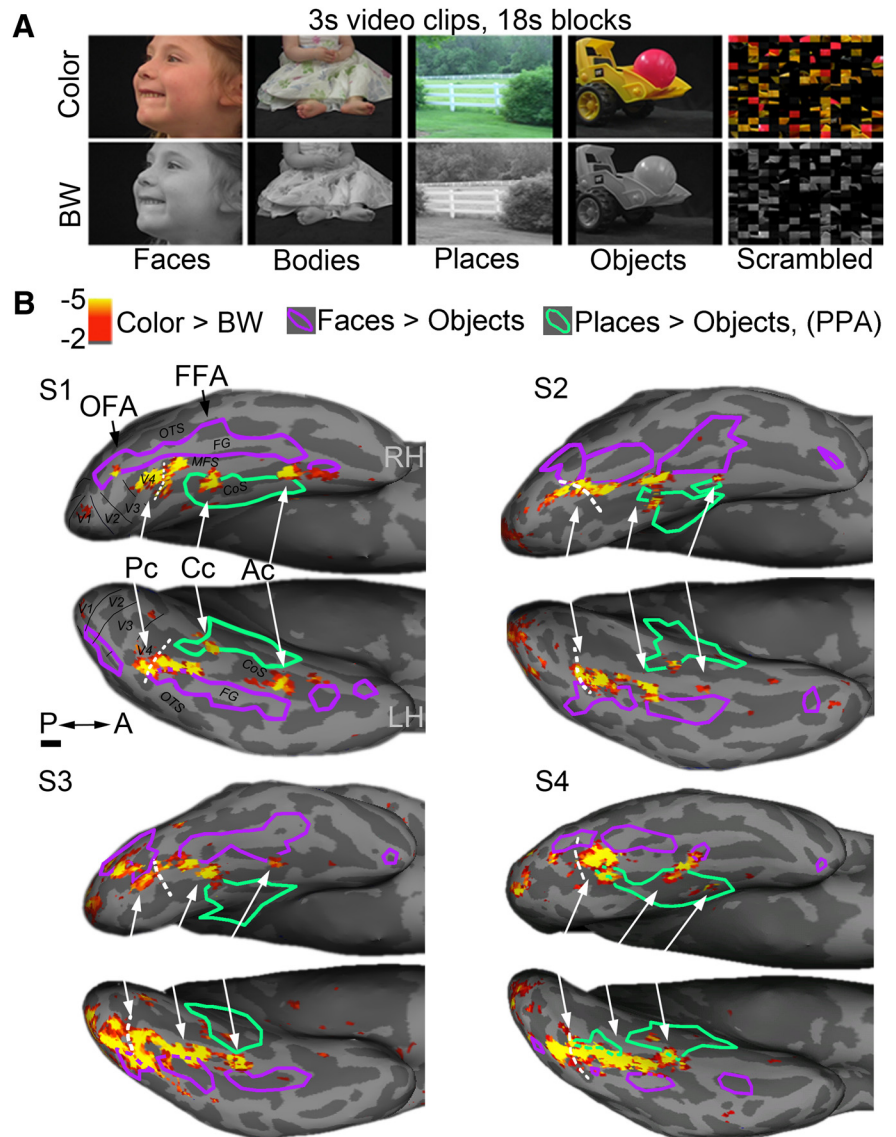 A
3s video clips, 18s blocks
Color
BW
Faces Bodies Places Objects Scrambled
B
-5
-2
Color > BW Faces > Objects Places > Objects, (PPA)
S1 OFA FFA S2
OTS FG MFS CoS V4 V3 V2 V1 RH
Pc Cc Ac
V1 V2 V3 V4 CoS FG OTS LH
P A
S3 S4